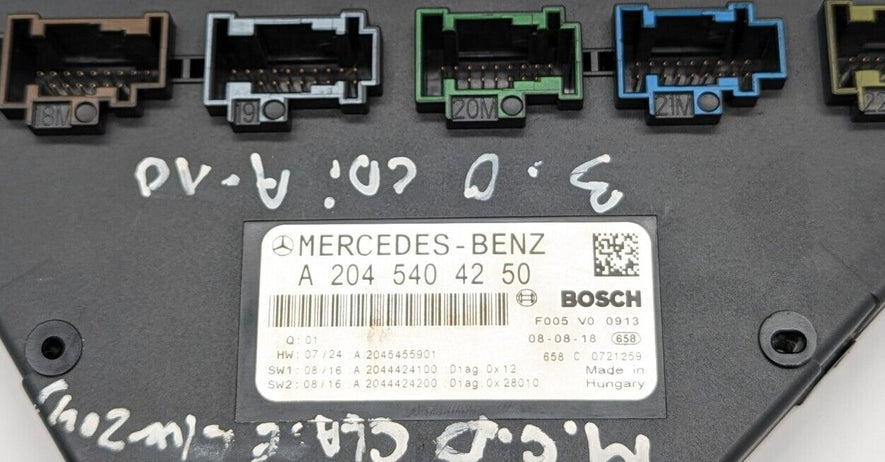 18M 19 20M 21M 22
3.0 CDi A-10
MERCEDES-BENZ
A 204 540 42 50
BOSCH
F005 V0 0913
Q: 01
08-08-18 658
HW: 07/24 A 2045455901
658 C 0721259
SW1: 08/16 A 2044424100 :Diag:0x12
Made in
SW2: 08/16 A 2044424200 :Diag:0x28010
Hungary